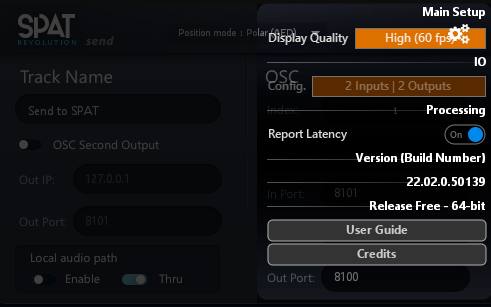 SPAT
REVOLUTION send
Position mode : Polar (AED)
Track Name
Send to SPAT
OSC Second Output
Out IP: 127.0.0.1
Out Port: 8101
Local audio path
Enable Thru
OSC
Index: 1
In Port: 8101
Out Port: 8100
Main Setup
Display Quality High (60 fps)
IO
Config. 2 Inputs | 2 Outputs
Processing
Report Latency On
Version (Build Number)
22.02.0.50139
Release Free - 64-bit
User Guide
Credits